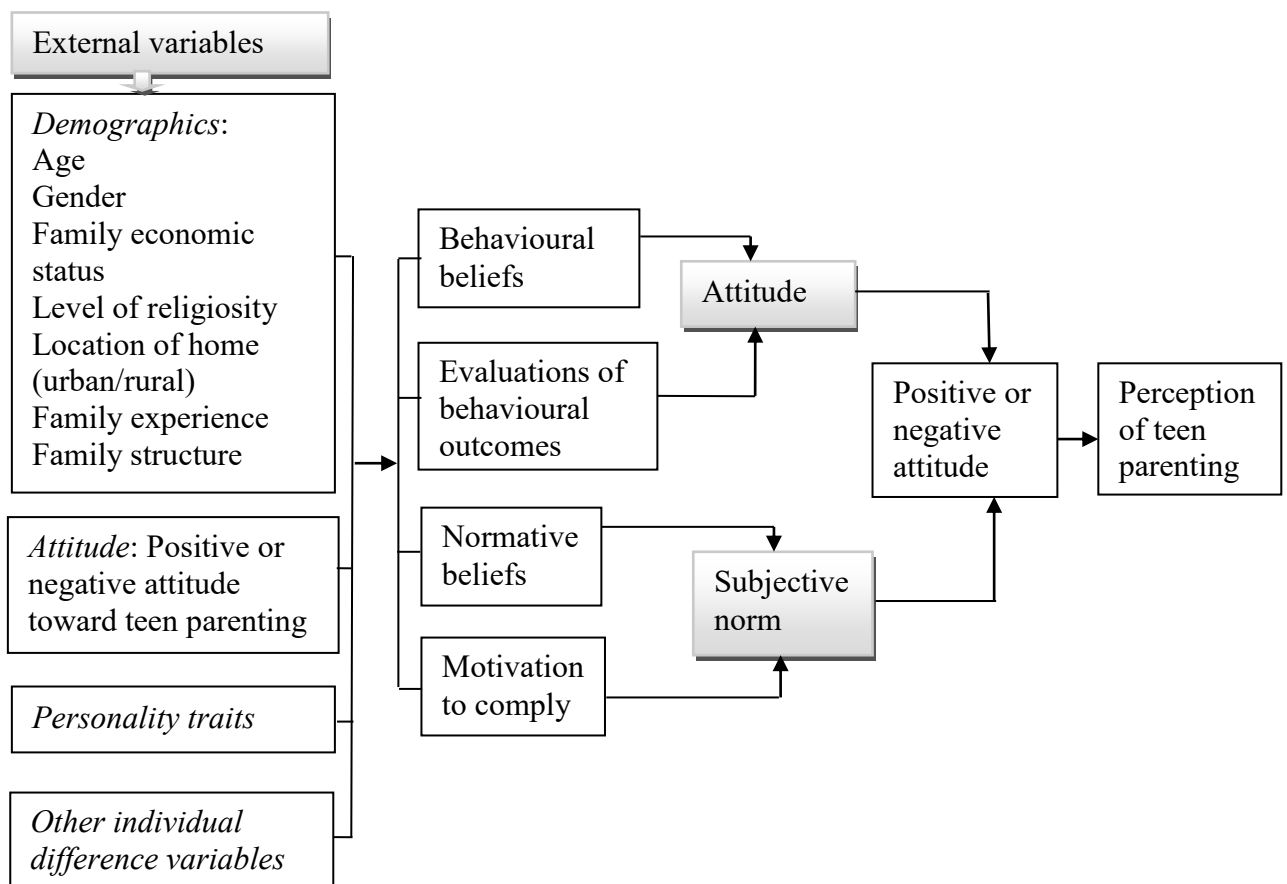 External variables
Demographics:
Age
Gender
Family economic
status
Level of religiosity
Location of home
(urban/rural)
Family experience
Family structure
Attitude: Positive or
negative attitude
toward teen parenting
Personality traits
Other individual
difference variables
Behavioural
beliefs
Evaluations of
behavioural
outcomes
Normative
beliefs
Motivation
to comply
Attitude
Subjective
norm
Positive or
negative
attitude
Perception
of teen
parenting